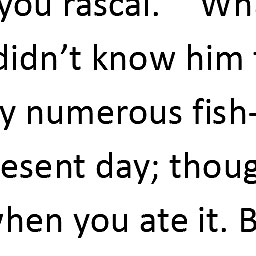 you rascal.” “Wha
didn’t know him
y numerous fish-
esent day; thoug
when you ate it. B